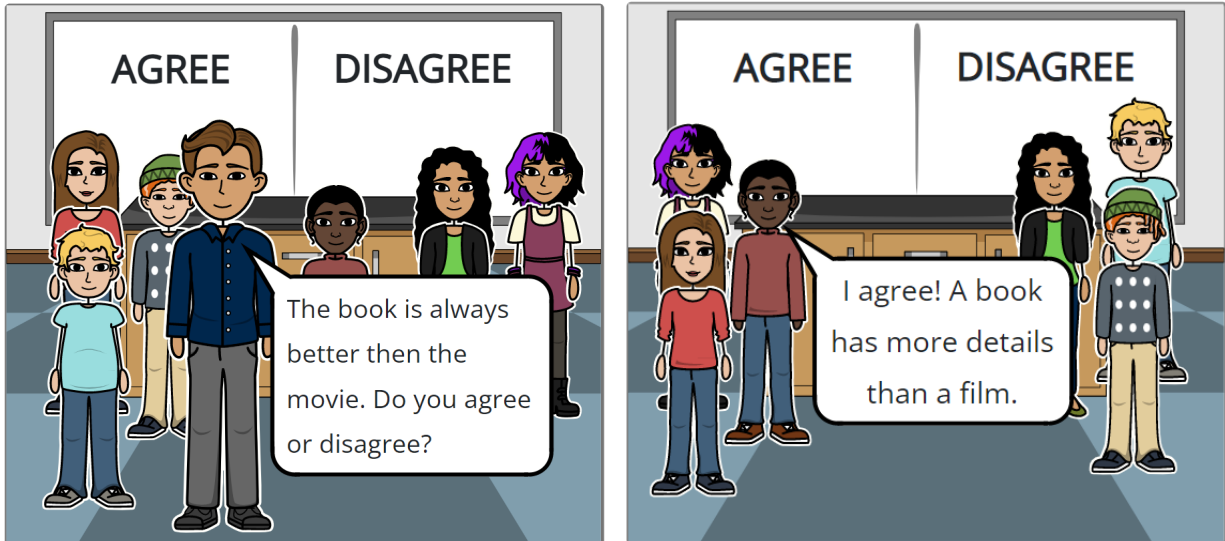 AGREE
DISAGREE
The book is always
better then the
movie. Do you agree
or disagree?
AGREE
DISAGREE
I agree! A book
has more details
than a film.